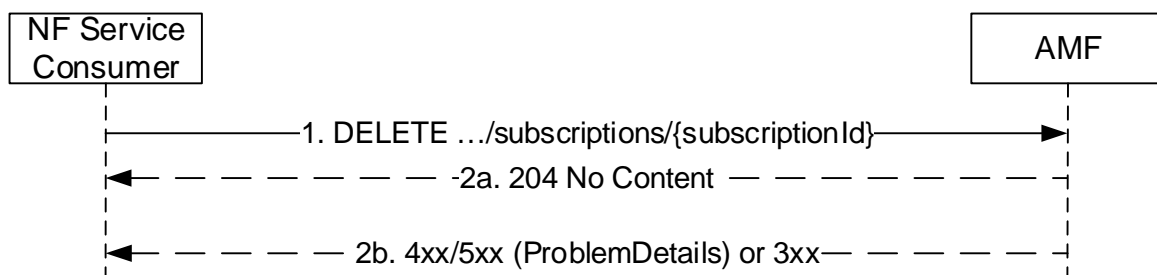 NF Service
Consumer
AMF
1. DELETE …/subscriptions/{subscriptionId}
2a. 204 No Content
2b. 4xx/5xx (ProblemDetails) or 3xx